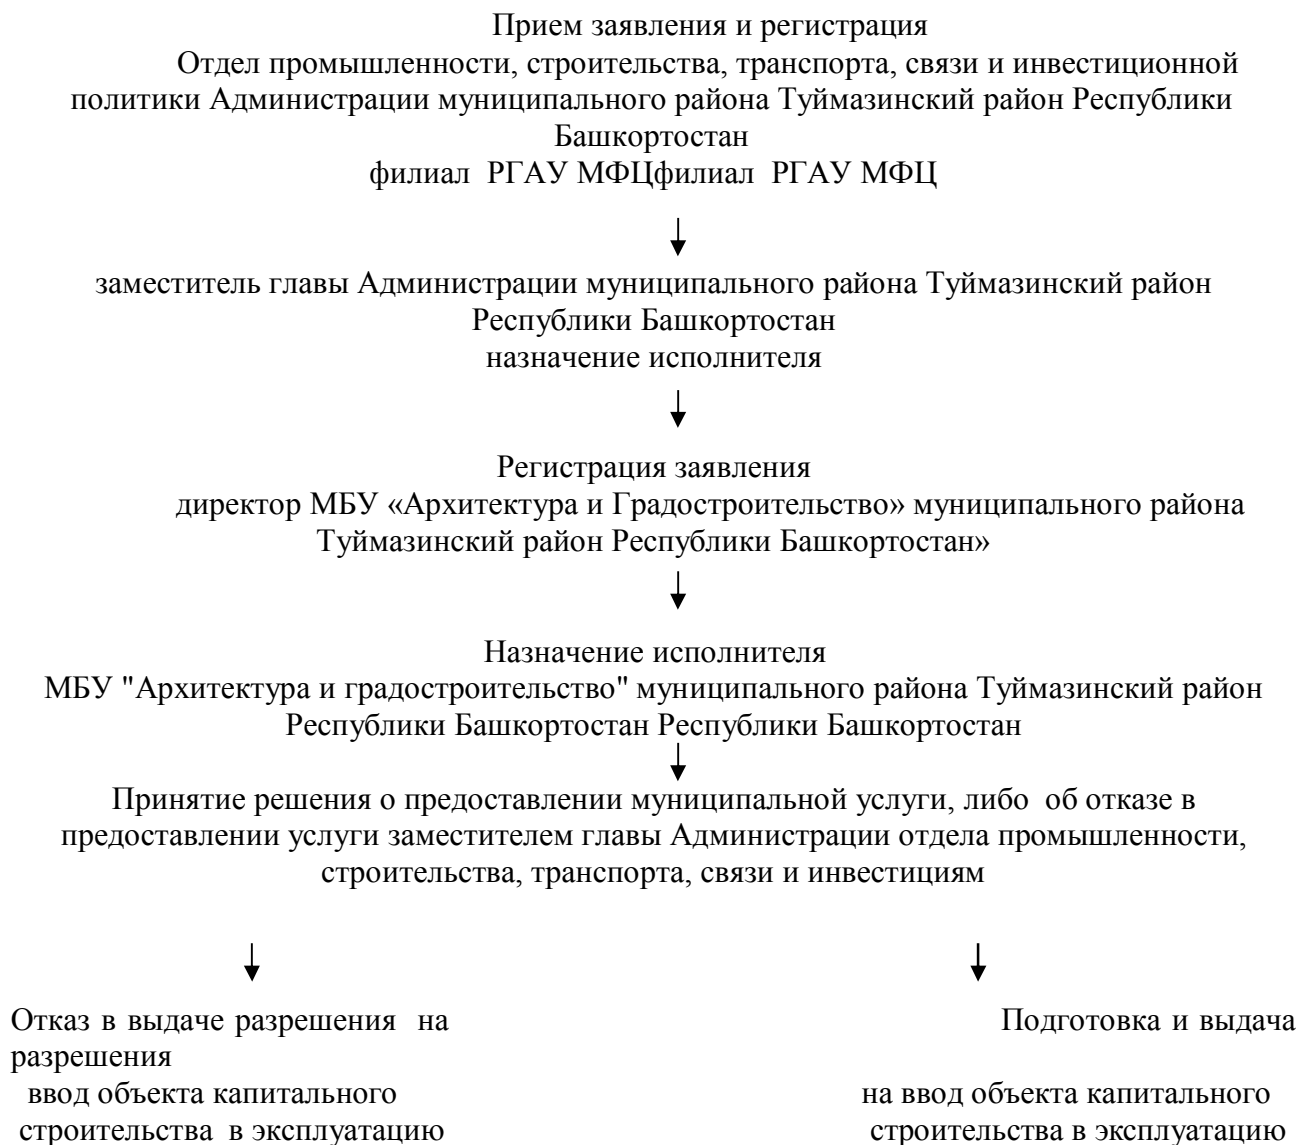 Прием заявления и регистрация
Отдел промышленности, строительства, транспорта, связи и инвестиционной
политики Администрации муниципального района Туймазинский район Республики
Башкортостан
филиал РГАУ МФЦфилиал РГАУ МФЦ
заместитель главы Администрации муниципального района Туймазинский район
Республики Башкортостан
назначение исполнителя
Регистрация заявления
директор МБУ «Архитектура и Градостроительство» муниципального района
Туймазинский район Республики Башкортостан»
Назначение исполнителя
МБУ "Архитектура и градостроительство" муниципального района Туймазинский район
Республики Башкортостан Республики Башкортостан
Принятие решения о предоставлении муниципальной услуги, либо об отказе в
предоставлении услуги заместителем главы Администрации отдела промышленности,
строительства, транспорта, связи и инвестициям
Отказ в выдаче разрешения на Подготовка и выдача
разрешения
ввод объекта капитального на ввод объекта капитального
строительства в эксплуатацию строительства в эксплуатацию